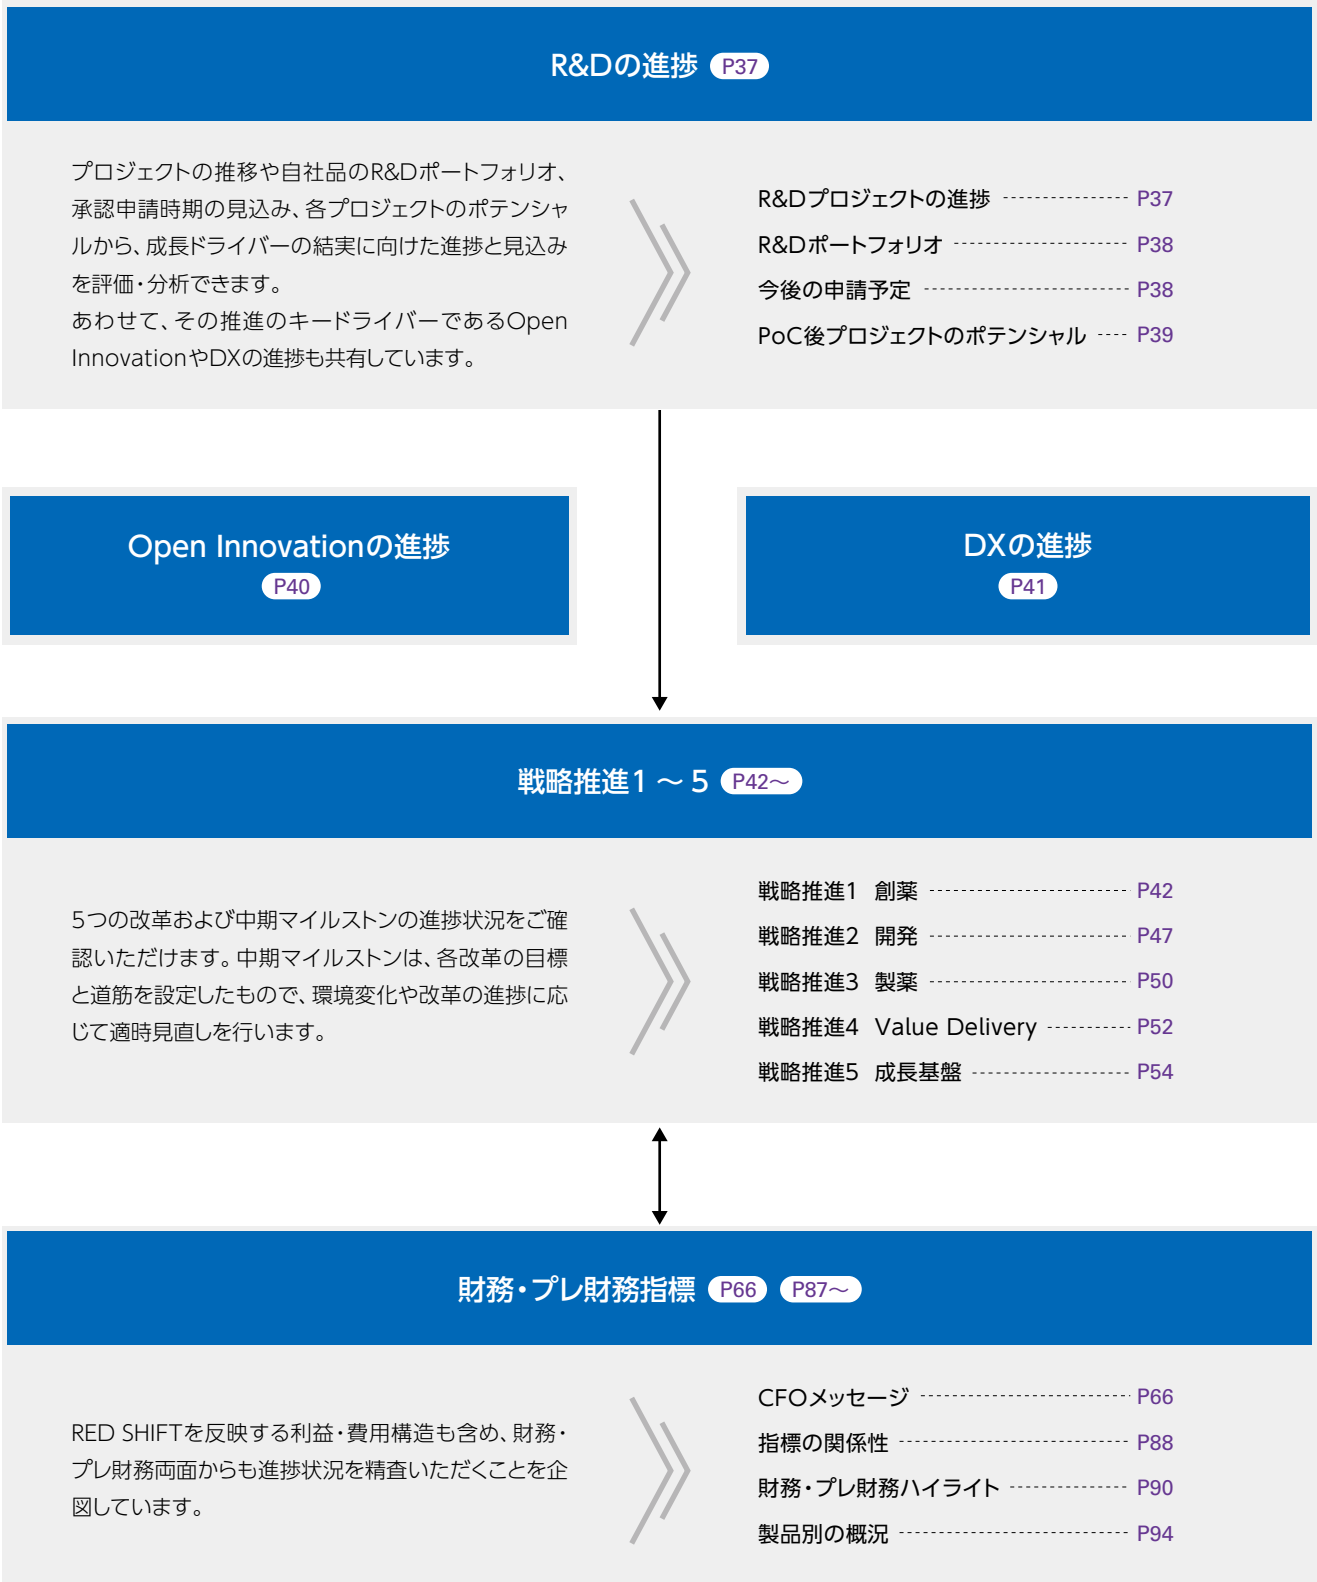 R&Dの進捗 P37
プロジェクトの推移や自社品のR&Dポートフォリオ、
承認申請時期の見込み、各プロジェクトのポテンシャ
ルから、成長ドライバーの結実に向けた進捗と見込み
を評価・分析できます。
あわせて、その推進のキードライバーであるOpen
InnovationやDXの進捗も共有しています。
R&Dプロジェクトの進捗 P37
R&Dポートフォリオ P38
今後の申請予定 P38
PoC後プロジェクトのポテンシャル P39
Open Innovationの進捗
P40
DXの進捗
P41
戦略推進1～5 P42～
5つの改革および中期マイルストンの進捗状況をご確
認いただけます。中期マイルストンは、各改革の目標
と道筋を設定したもので、環境変化や改革の進捗に応
じて適時見直しを行います。
戦略推進1 創薬 P42
戦略推進2 開発 P47
戦略推進3 製薬 P50
戦略推進4 Value Delivery P52
戦略推進5 成長基盤 P54
財務・プレ財務指標 P66 P87～
RED SHIFTを反映する利益・費用構造も含め、財務・
プレ財務両面からも進捗状況を精査いただくことを企
図しています。
CFOメッセージ P66
指標の関係性 P88
財務・プレ財務ハイライト P90
製品別の概況 P94